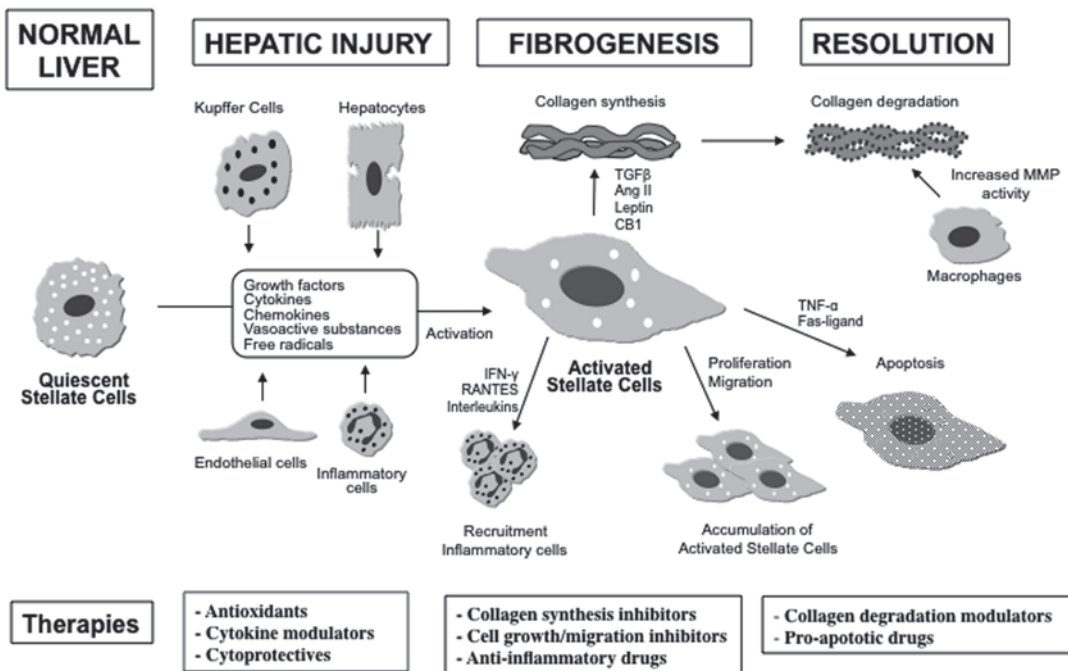 NORMAL
LIVER
HEPATIC INJURY
FIBROGENESIS
RESOLUTION
Kupffer Cells
Hepatocytes
Collagen synthesis
Collagen degradation
TGFβ
Ang II
Leptin
CB1
Increased MMP
activity
Macrophages
Growth factors
Cytokines
Chemokines
Vasoactive substances
Free radicals
Activation
Quiescent
Stellate Cells
Activated
Stellate Cells
TNF-α
Fas-ligand
Apoptosis
IFN-γ
RANTES
Interleukins
Proliferation
Migration
Endothelial cells
Inflammatory
cells
Recruitment
Inflammatory cells
Accumulation of
Activated Stellate Cells
Therapies
- Antioxidants
- Cytokine modulators
- Cytoprotectives
- Collagen synthesis inhibitors
- Cell growth/migration inhibitors
- Anti-inflammatory drugs
- Collagen degradation modulators
- Pro-apototic drugs